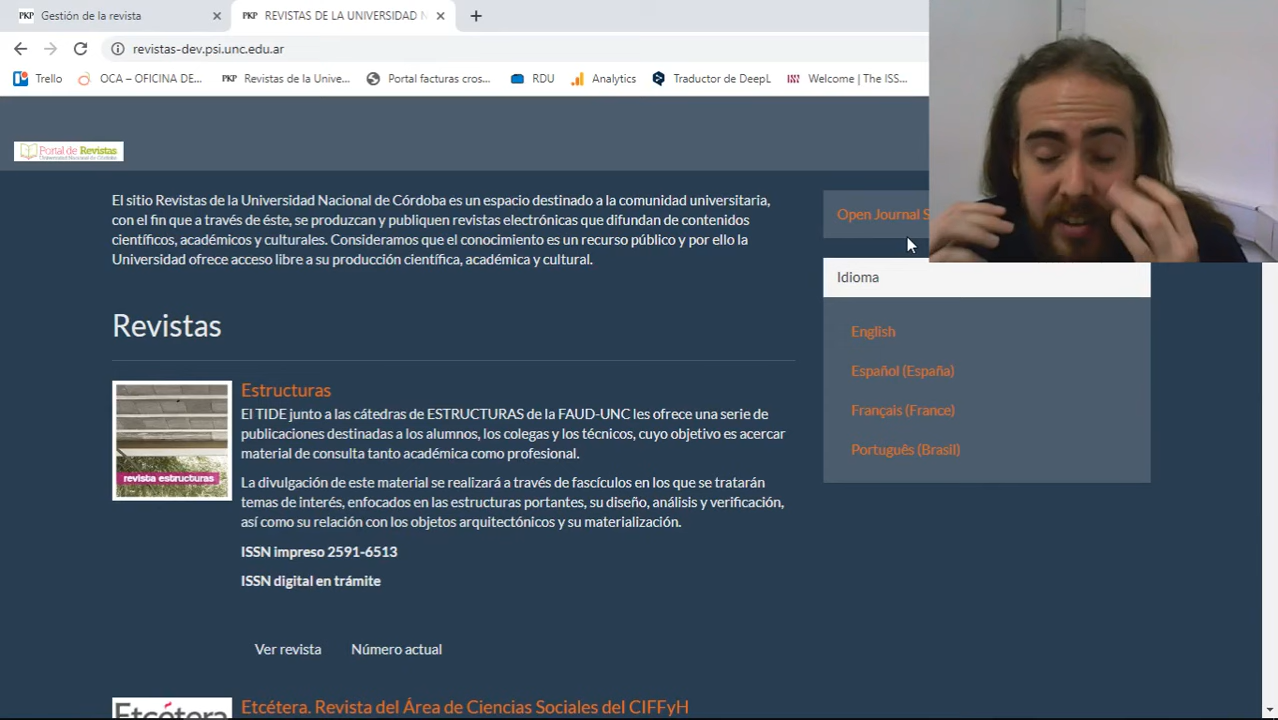 Gestión de la revista
REVISTAS DE LA UNIVERSIDAD N
revistas-dev.psi.unc.edu.ar
Trello
OCA – OFICINA DE...
Revistas de la Unive...
Portal facturas cros...
RDU
Analytics
Traductor de DeepL
Welcome | The ISS...
Portal de Revistas
Universidad Nacional de Córdoba
El sitio Revistas de la Universidad Nacional de Córdoba es un espacio destinado a la comunidad universitaria,
con el fin que a través de éste, se produzcan y publiquen revistas electrónicas que difundan de contenidos
científicos, académicos y culturales. Consideramos que el conocimiento es un recurso público y por ello la
Universidad ofrece acceso libre a su producción científica, académica y cultural.
Open Journal S
Idioma
English
Español (España)
Français (France)
Português (Brasil)
Revistas
revista estructuras
Estructuras
El TIDE junto a las cátedras de ESTRUCTURAS de la FAUD-UNC les ofrece una serie de
publicaciones destinadas a los alumnos, los colegas y los técnicos, cuyo objetivo es acercar
material de consulta tanto académica como profesional.
La divulgación de este material se realizará a través de fascículos en los que se tratarán
temas de interés, enfocados en las estructuras portantes, su diseño, análisis y verificación,
así como su relación con los objetos arquitectónicos y su materialización.
ISSN impreso 2591-6513
ISSN digital en trámite
Ver revista
Número actual
Etcétera
Etcétera. Revista del Área de Ciencias Sociales del CIFFyH